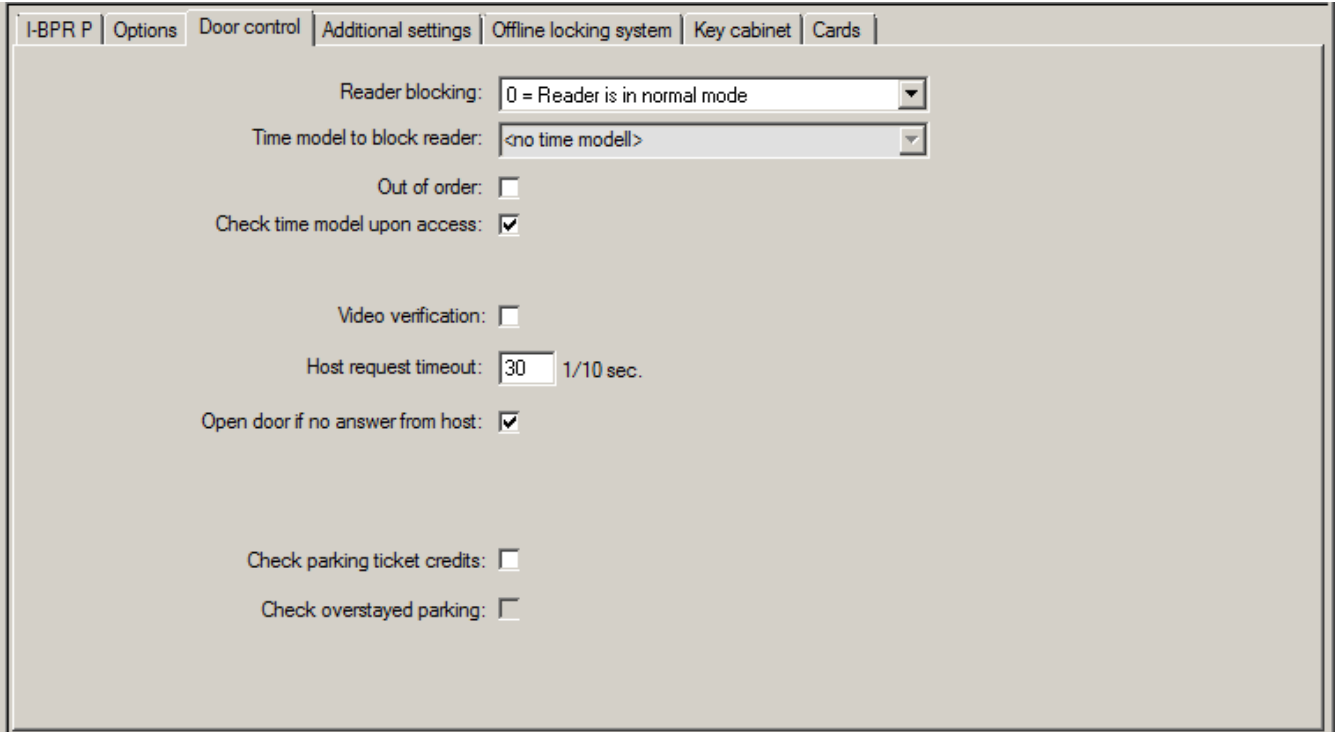 I-BPR P Options Door control Additional settings Offline locking system Key cabinet Cards
Reader blocking: 0 = Reader is in normal mode
Time model to block reader: <no time modell>
Out of order:
Check time model upon access:
Video verification:
Host request timeout: 30 1/10 sec.
Open door if no answer from host:
Check parking ticket credits:
Check overstayed parking: